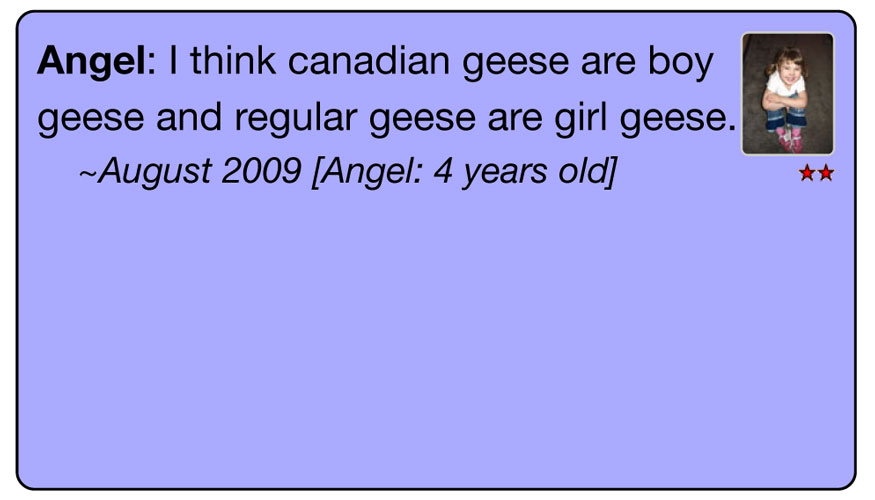 Angel: I think canadian geese are boy
geese and regular geese are girl geese.
~August 2009 [Angel: 4 years old]